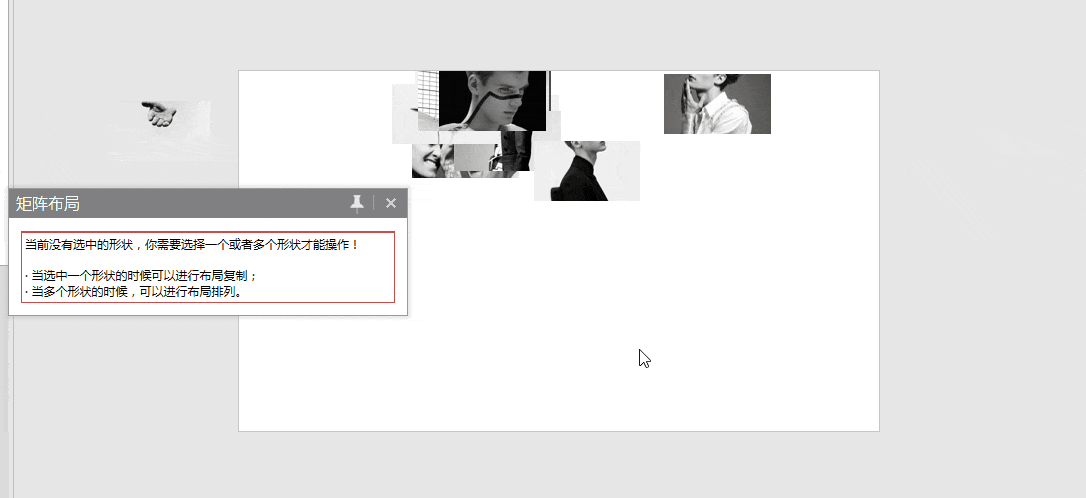 矩阵布局
当前没有选中的形状，你需要选择一个或者多个形状才能操作！
· 当选中一个形状的时候可以进行布局复制；
· 当多个形状的时候，可以进行布局排列。